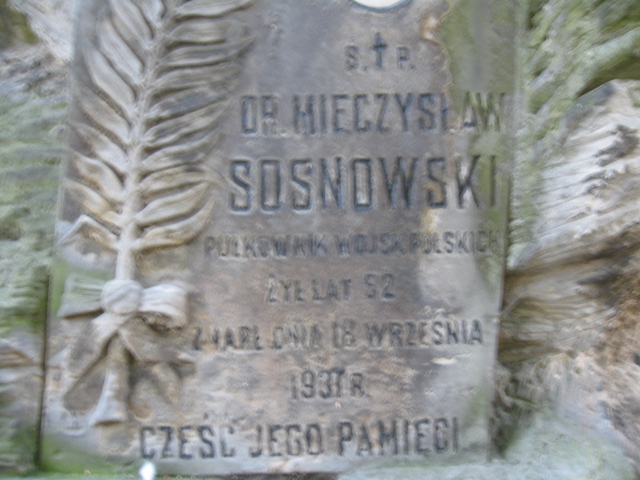 Ś. † P.
DR. MIECZYSŁAW
SOSNOWSKI
PUŁKOWNIK WOJSK POLSKICH
ŻYŁ LAT 52
ZMARŁ DNIA 18 WRZEŚNIA
1931 R.
CZEŚĆ JEGO PAMIĘCI